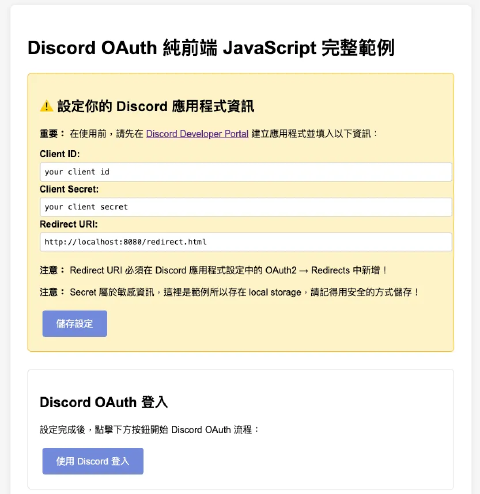 Discord OAuth 純前端 JavaScript 完整範例
⚠️ 設定你的 Discord 應用程式資訊
重要： 在使用前，請先在 Discord Developer Portal 建立應用程式並填入以下資訊：
Client ID:
your client id
Client Secret:
your client secret
Redirect URI:
http://localhost:8080/redirect.html
注意： Redirect URI 必須在 Discord 應用程式設定中的 OAuth2 → Redirects 中新增！
注意： Secret 屬於敏感資訊，這裡是範例所以存在 local storage，請記得用安全的方式儲存！
儲存設定
Discord OAuth 登入
設定完成後，點擊下方按鈕開始 Discord OAuth 流程：
使用 Discord 登入